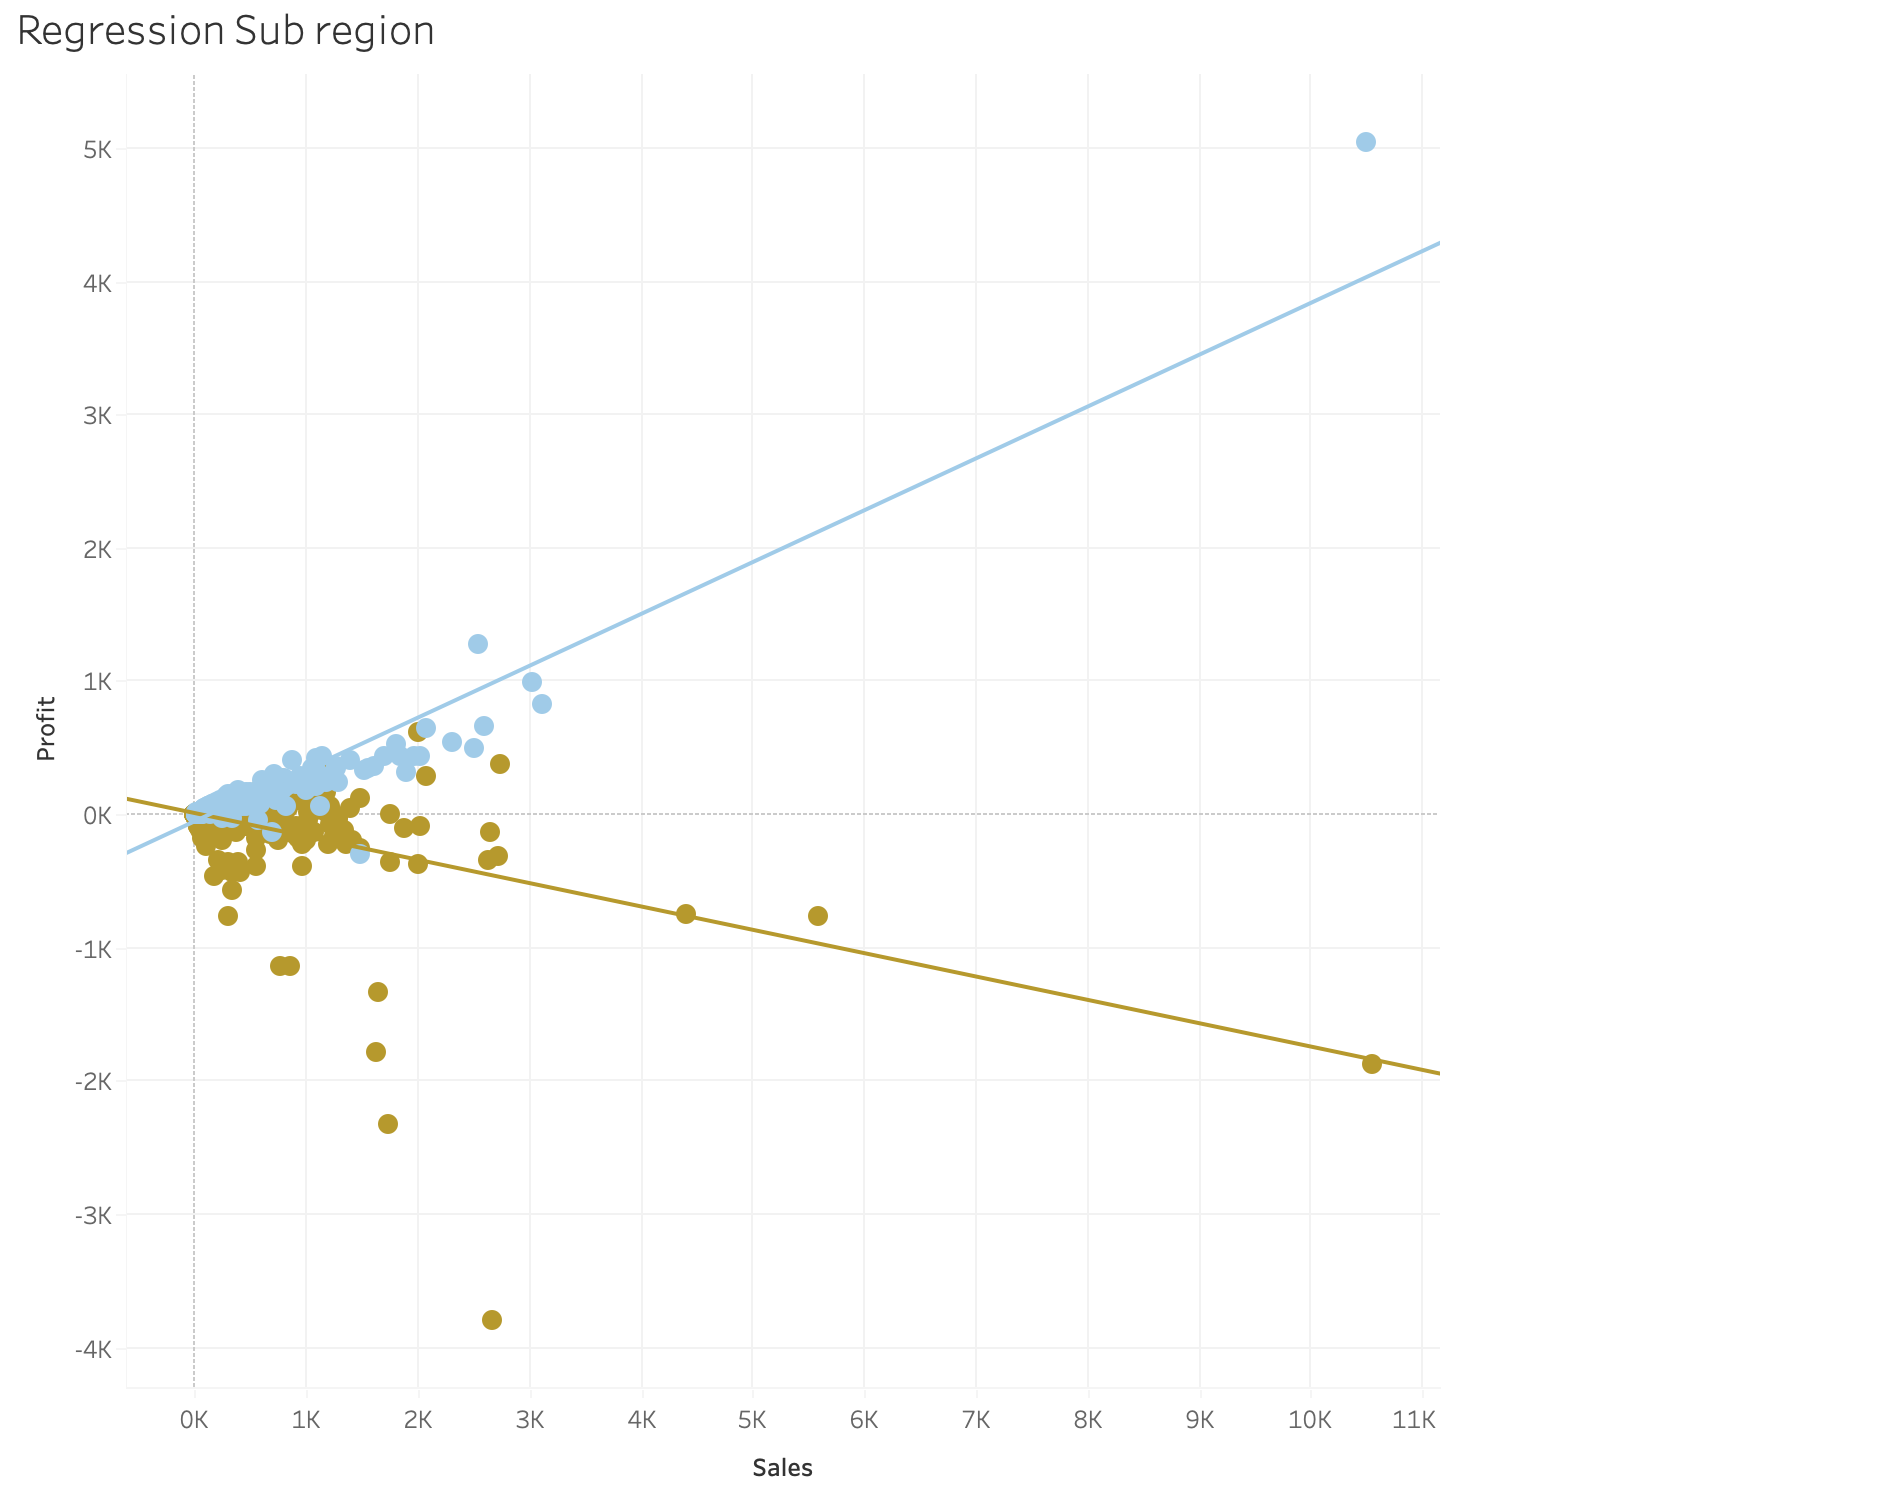 Regression Sub region
5K
4K
3K
2K
1K
0K
-1K
-2K
-3K
-4K
Profit
0K 1K 2K 3K 4K 5K 6K 7K 8K 9K 10K 11K
Sales